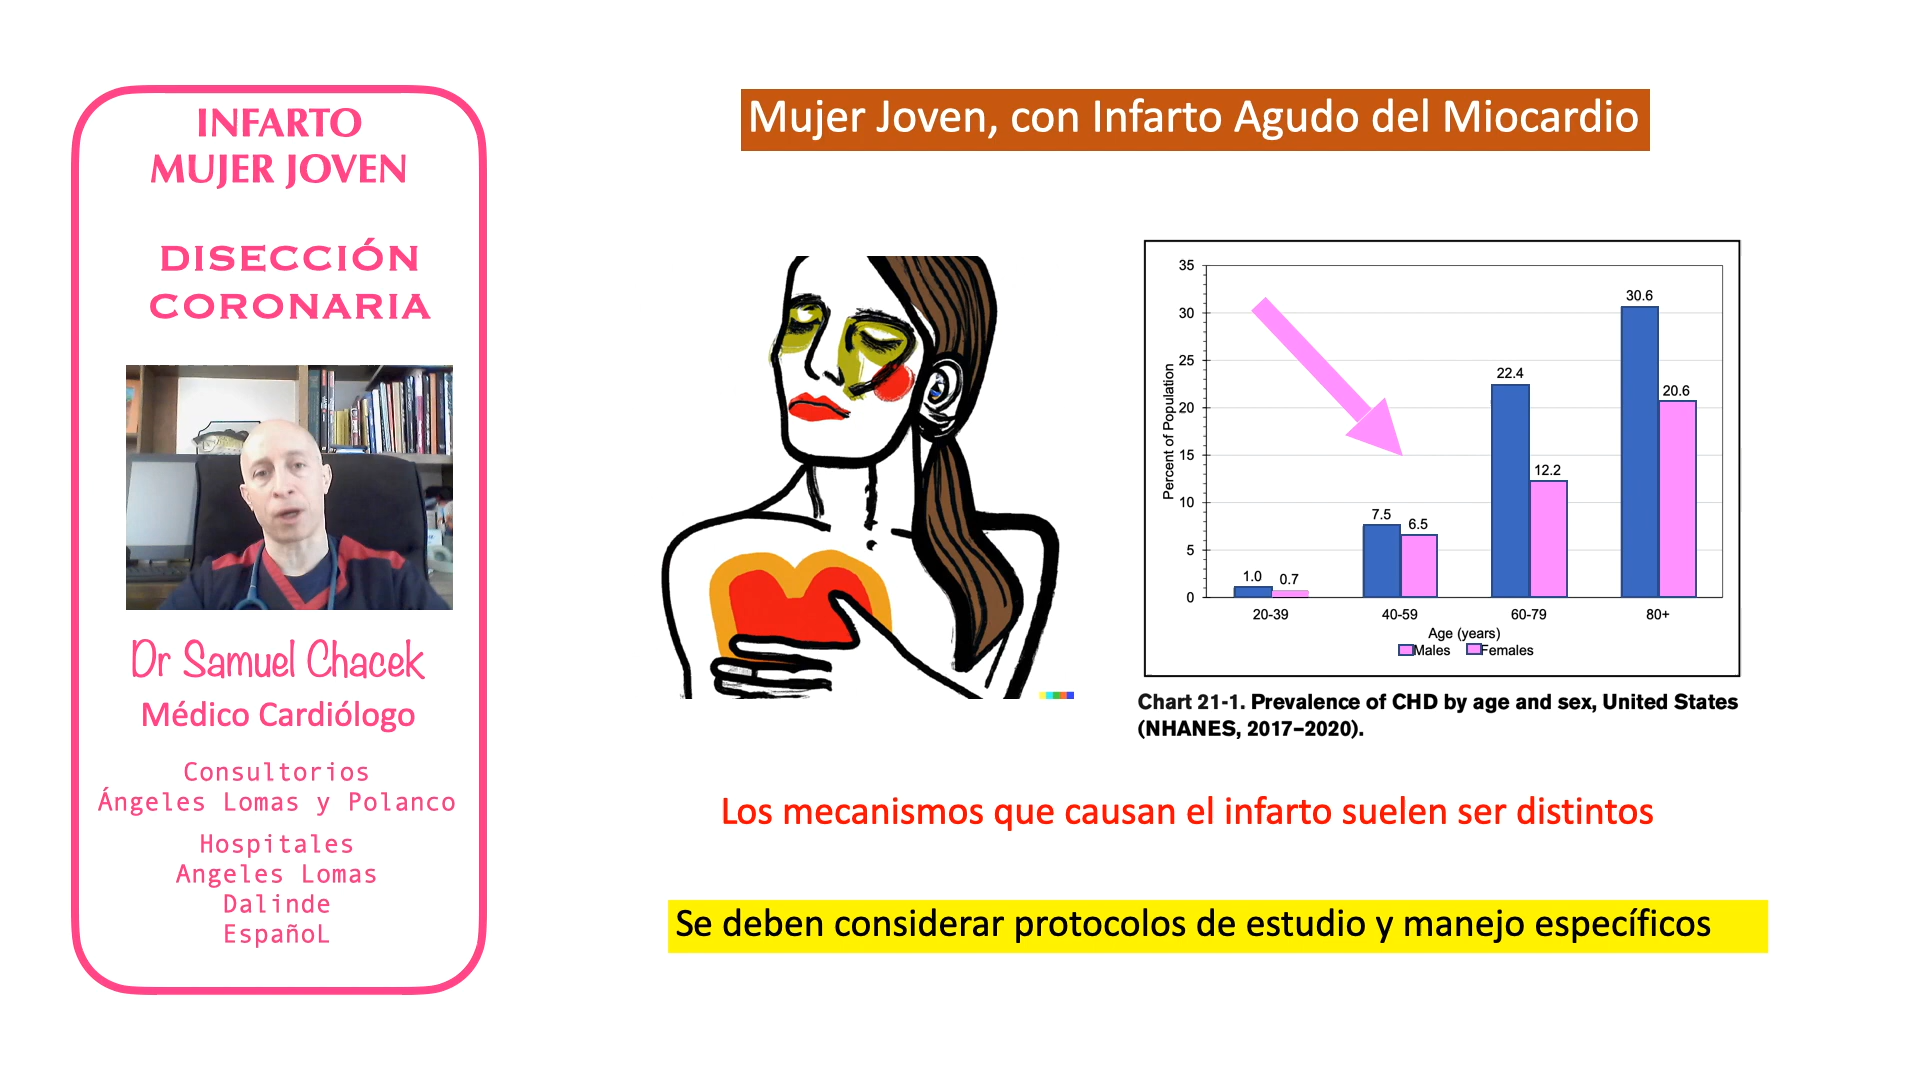 INFARTO
MUJER JOVEN
DISECCIÓN
CORONARIA
Dr Samuel Chacek
Médico Cardiólogo
Consultorios
Ángeles Lomas y Polanco
Hospitales
Angeles Lomas
Dalinde
EspañoL
Mujer Joven, con Infarto Agudo del Miocardio
35
30
25
20
15
10
5
0
Percent of Population
1.0
0.7
7.5
6.5
22.4
12.2
30.6
20.6
20-39
40-59
60-79
80+
Age (years)
Males
Females
Chart 21-1. Prevalence of CHD by age and sex, United States
(NHANES, 2017–2020).
Los mecanismos que causan el infarto suelen ser distintos
Se deben considerar protocolos de estudio y manejo específicos